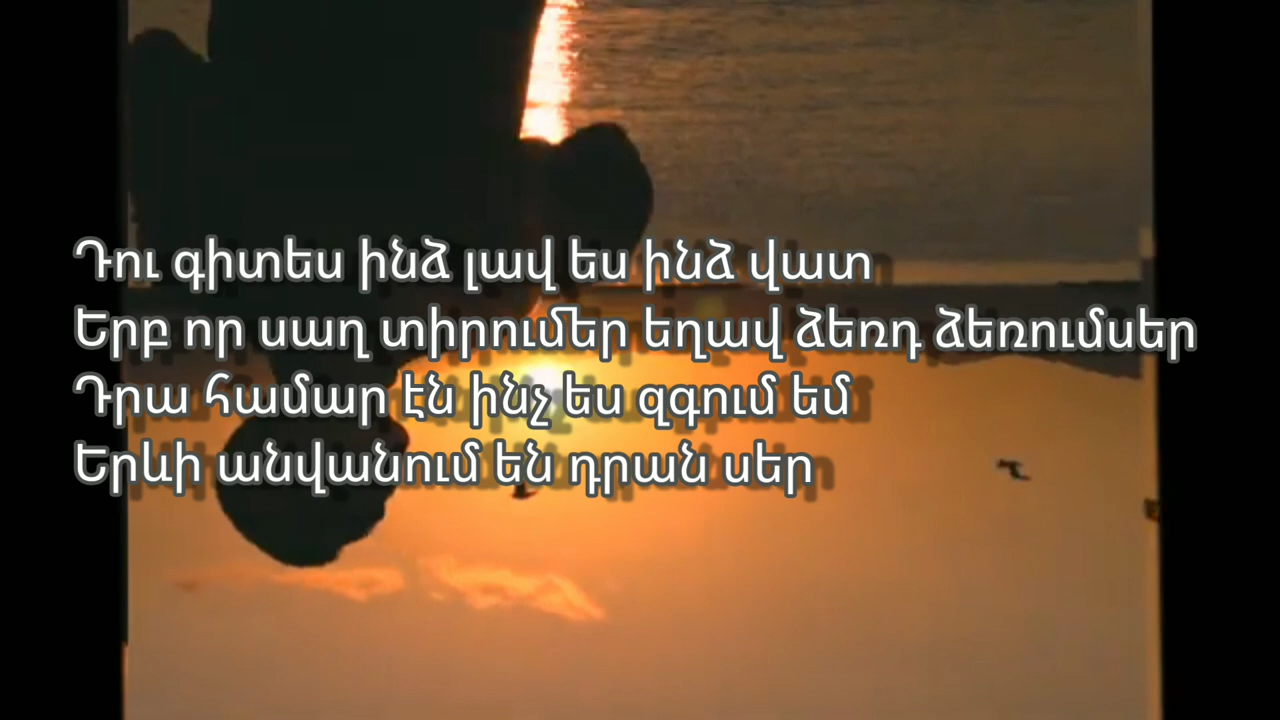 Դու գիտես ինձ լավ ես ինձ վատ
Երբ որ սաղ տիրումեր եղավ ձեռդ ձեռումսեր
Դրա համար էն ինչ ես զգում եմ
Երևի անվանում են դրան սեր